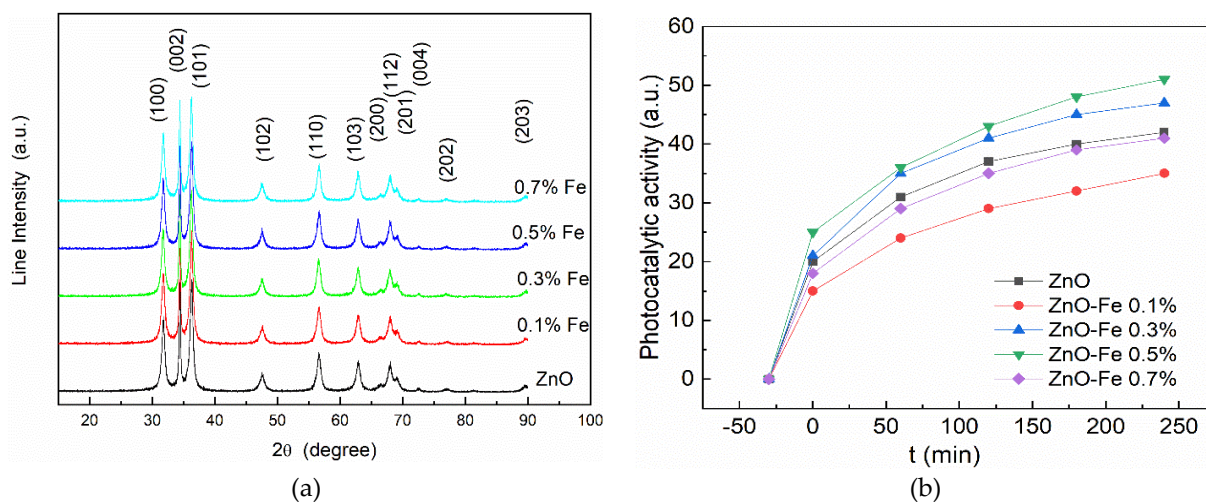 (100)
(002)
(101)
(102)
(110)
(103)
(200)
(112)
(201)
(004)
(202)
(203)
0.7% Fe
0.5% Fe
0.3% Fe
0.1% Fe
ZnO
Line Intensity (a.u.)
20 30 40 50 60 70 80 90 100
2θ (degree)
(a)
60
50
40
30
20
10
0
Photocatalytic activity (a.u.)
ZnO
ZnO-Fe 0.1%
ZnO-Fe 0.3%
ZnO-Fe 0.5%
ZnO-Fe 0.7%
-50 0 50 100 150 200 250
t (min)
(b)